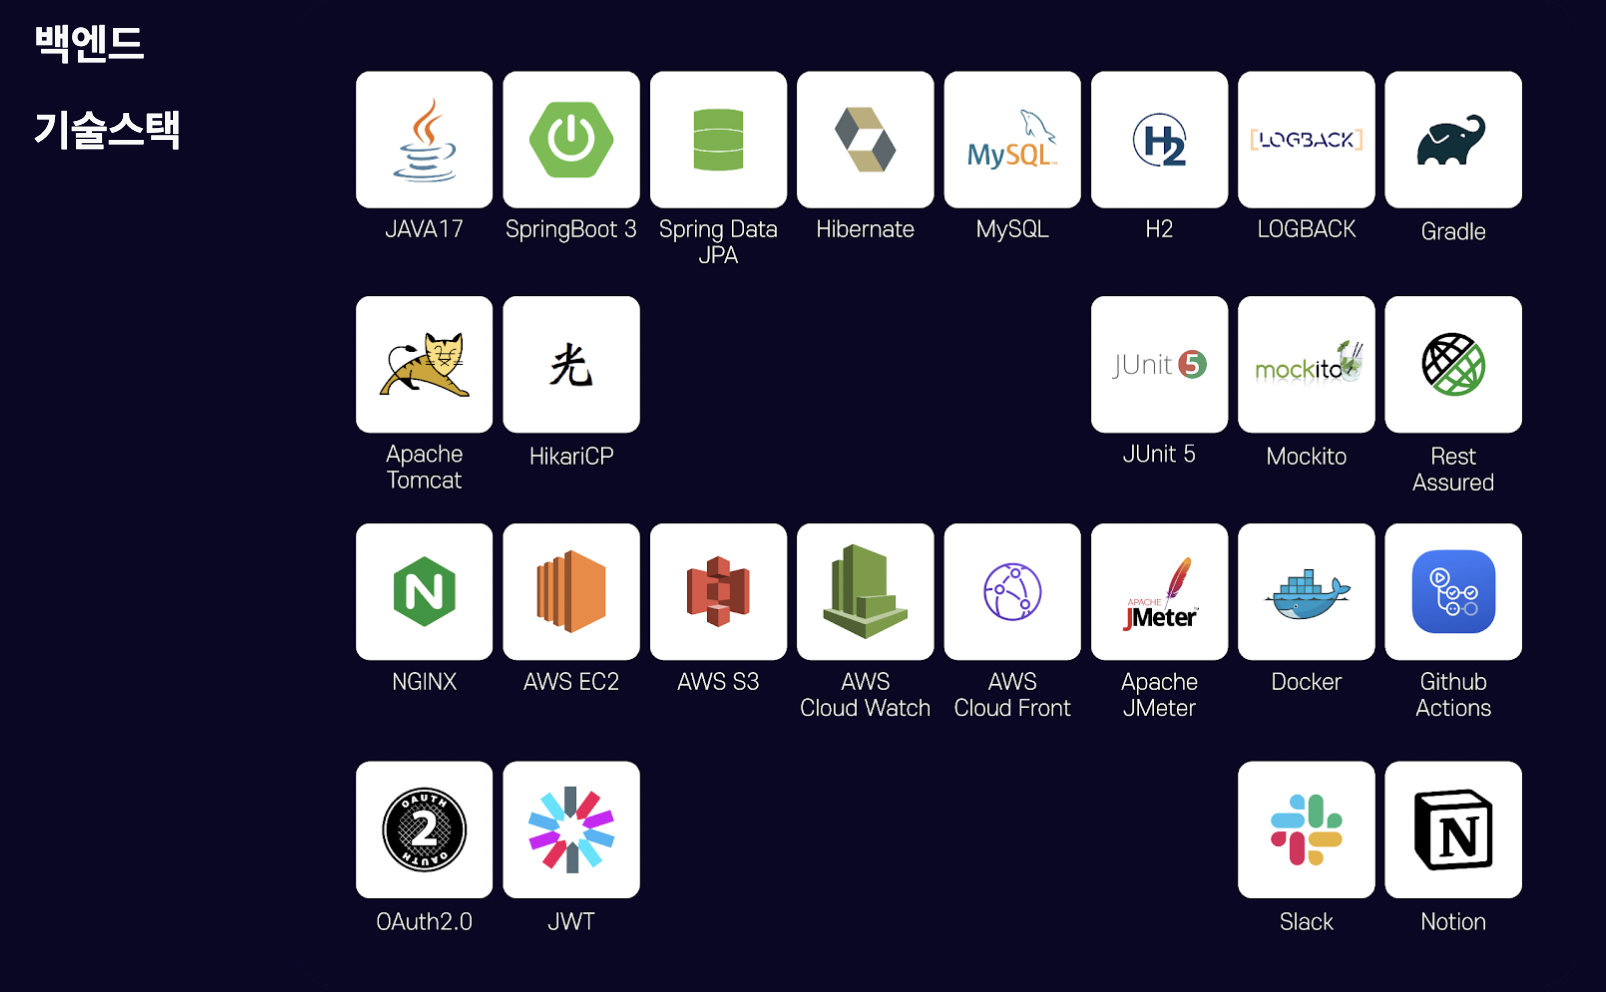 백엔드
기술스택
MySQL
H2
[LOGBACK]
JAVA17
SpringBoot 3
Spring Data
JPA
Hibernate
MySQL
H2
LOGBACK
Gradle
光
JUnit 5
mockito
Apache
Tomcat
HikariCP
JUnit 5
Mockito
Rest
Assured
N
APACHE
JMeter™
NGINX
AWS EC2
AWS S3
AWS
Cloud Watch
AWS
Cloud Front
Apache
JMeter
Docker
Github
Actions
OAUTH
2
OAUTH
N
OAuth2.0
JWT
Slack
Notion